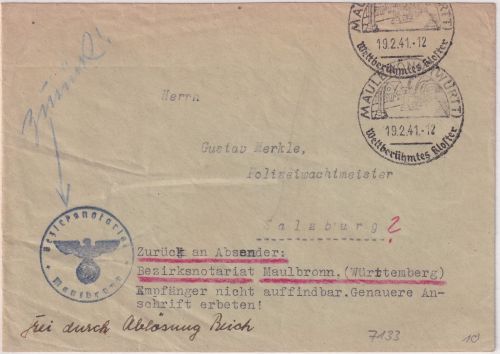 MAULBRONN (WÜRTT)
19.2.41.-12
Weltberühmtes Kloster
MAULBRONN (WÜRTT)
19.2.41.-12
Weltberühmtes Kloster
Zurück!
Herrn
Gustav Merkle,
Polizeiwachtmeister
Salzburg ?
Bezirksnotariat
Maulbronn
Zurück an Absender:
Bezirksnotariat Maulbronn.(Württemberg)
Empfänger nicht auffindbar.Genauere An-
schrift erbeten!
frei durch Ablösung Reich
7133
10